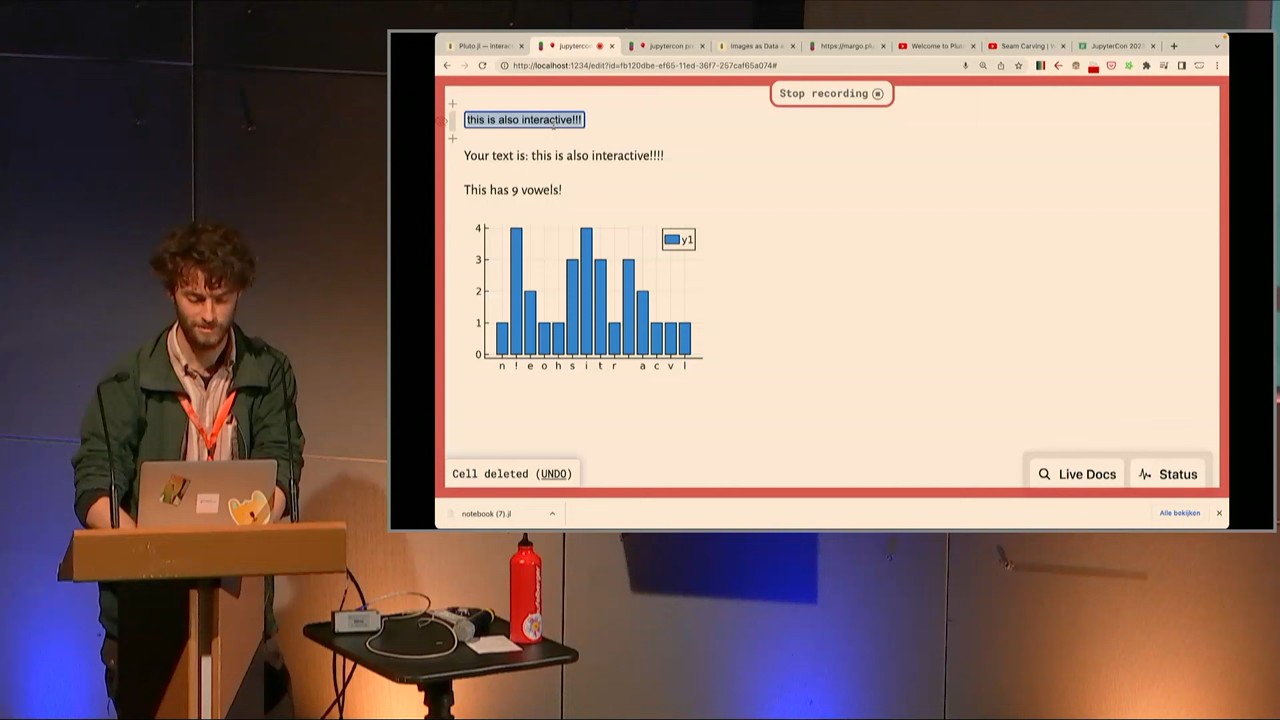 Pluto.jl — Interac
jupytercon
jupytercon pr
Images as Data a
https://margo.pl
Welcome to Plut
Seam Carving | W
JupyterCon 202
http://localhost:1234/edit?id=fb120dbe-ef65-11ed-36f7-257caf65a074#
Stop recording
this is also interactive!!!!
Your text is: this is also interactive!!!!
This has 9 vowels!
4
3
2
1
0
y1
n ! e o h s i t r a c v l
Cell deleted (UNDO)
Live Docs
Status
notebook (7).jl
Alle bekijken